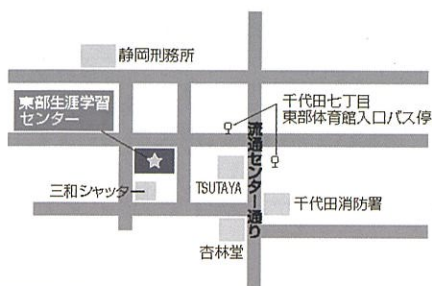 静岡刑務所
東部生涯学習
センター
千代田七丁目
東部体育館入口バス停
流通センター通り
三和シャッター
TSUTAYA
千代田消防署
杏林堂